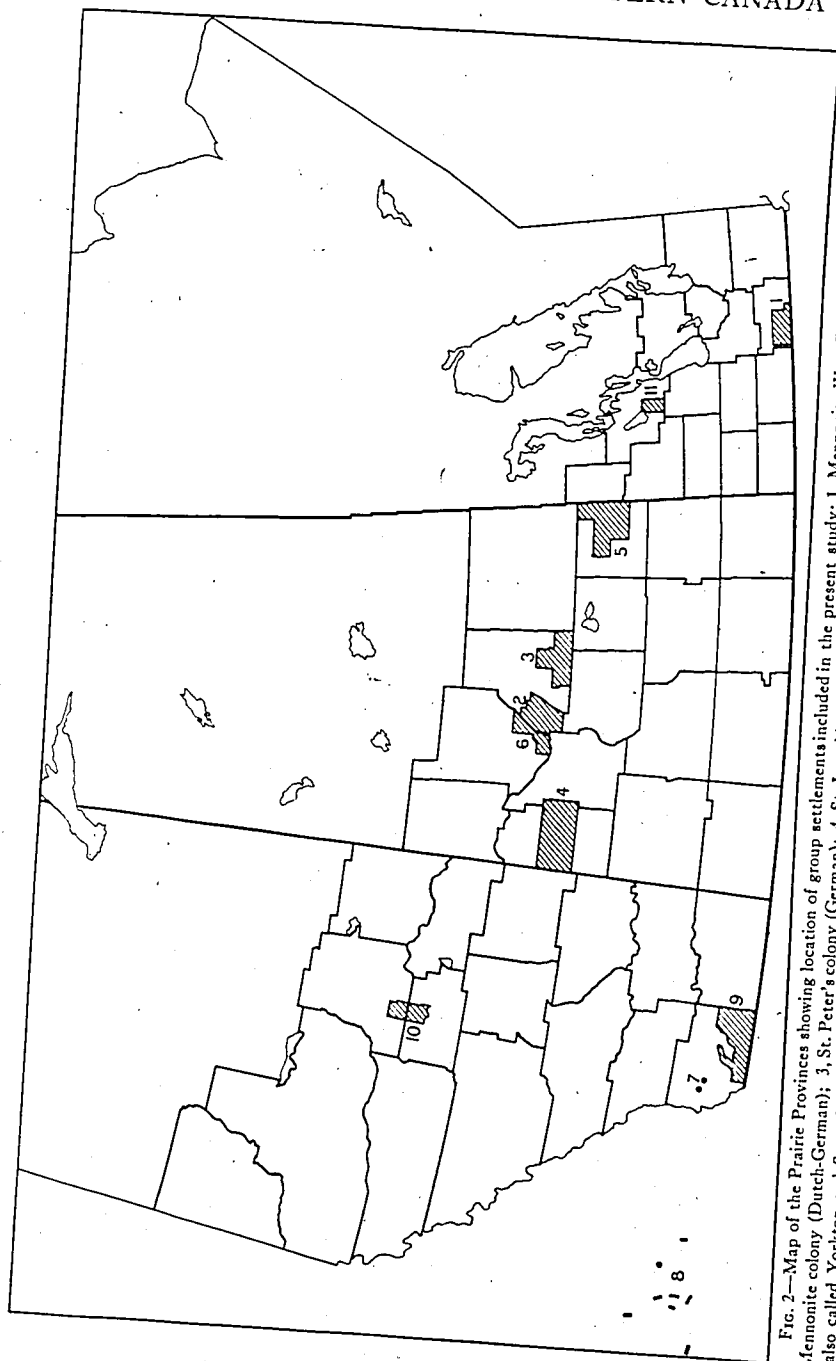 ERN CANADA
11
1
5
3
2
6
4
10
9
7
8
FIG. 2—Map of the Prairie Provinces showing location of group settlements included in the present study: 1, Mennonite
Mennonite colony (Dutch-German); 3, St. Peter's colony (German); 4, St.
also called Yorkton